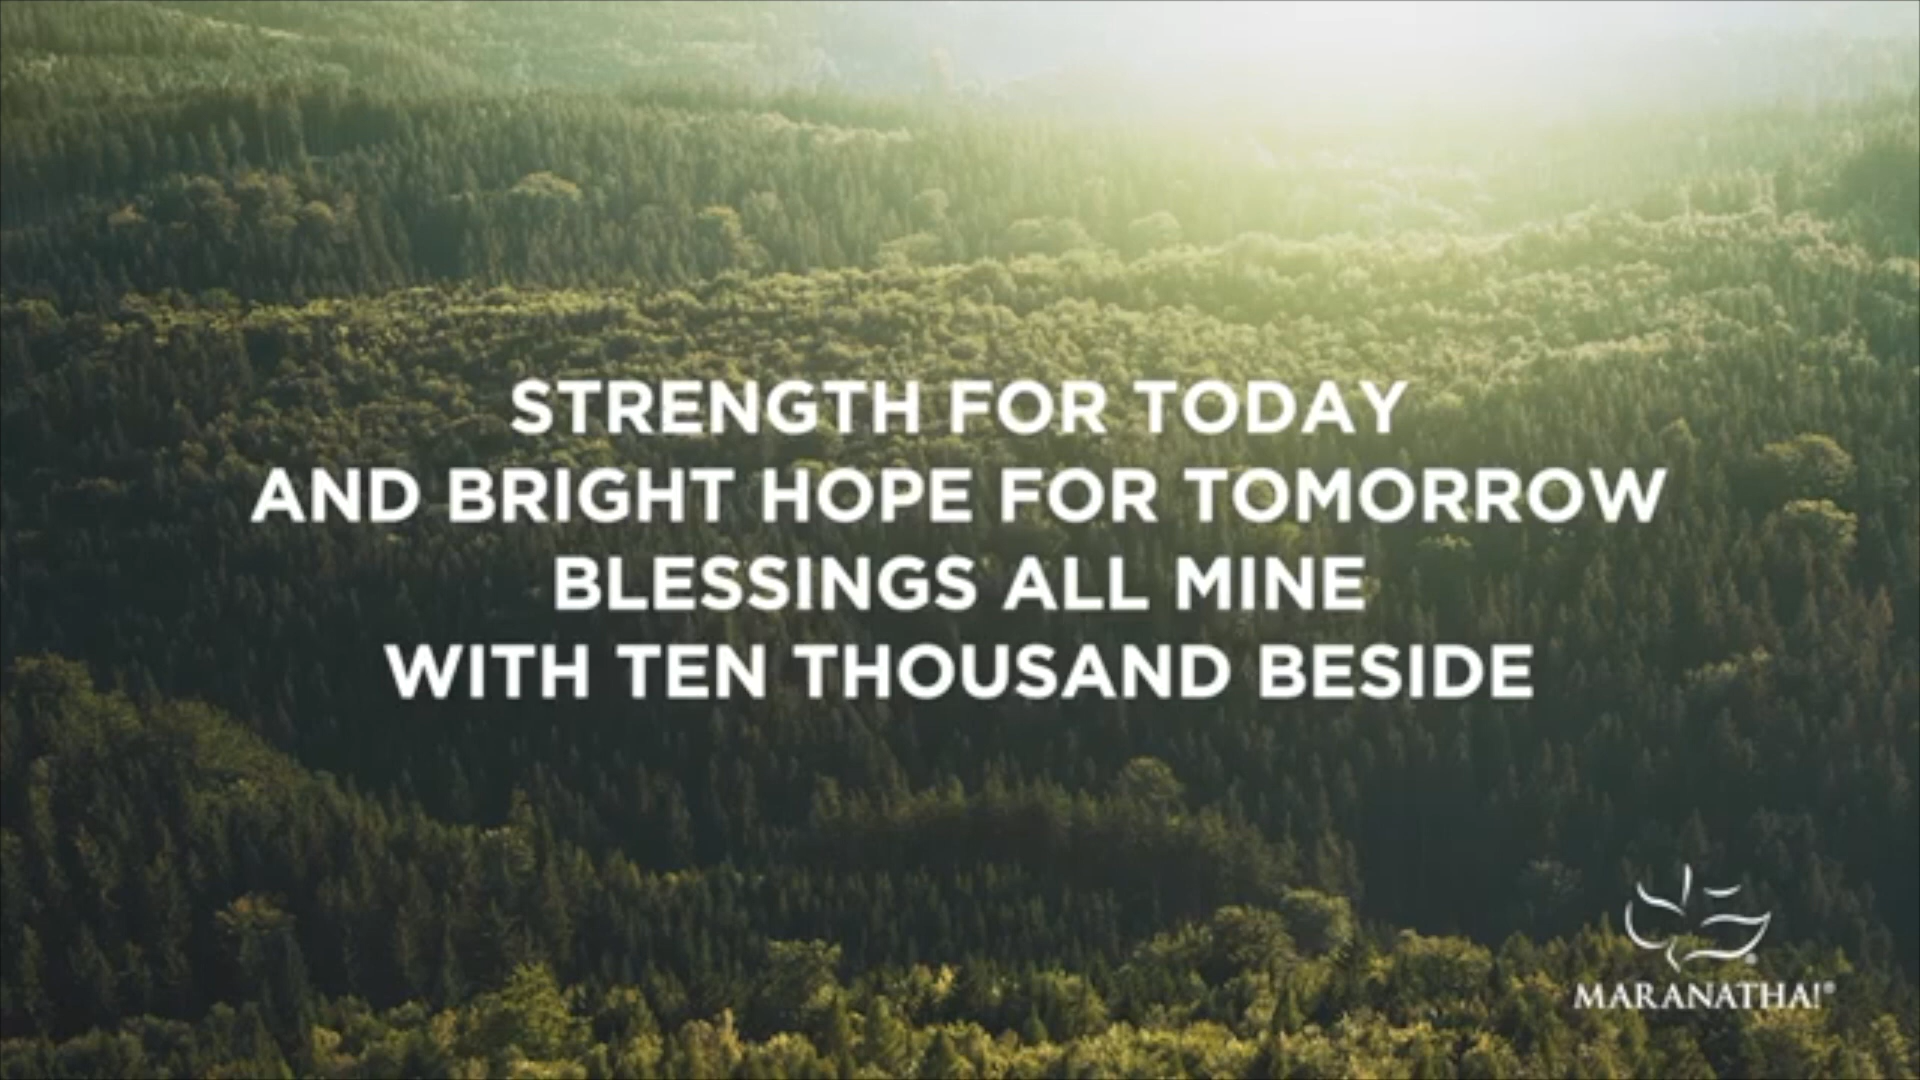 STRENGTH FOR TODAY
AND BRIGHT HOPE FOR TOMORROW
BLESSINGS ALL MINE
WITH TEN THOUSAND BESIDE
MARANATHA!®